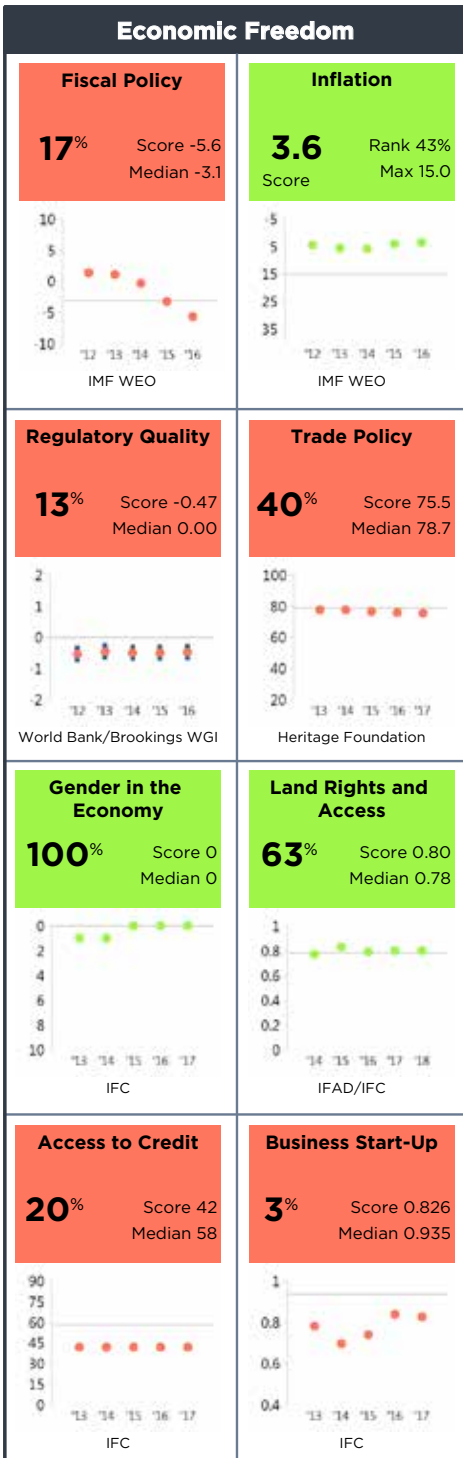 Economic Freedom
Fiscal Policy
17%
Score -5.6
Median -3.1
10
5
0
-5
-10
'12 '13 '14 '15 '16
IMF WEO
Inflation
3.6
Score
Rank 43%
Max 15.0
-5
5
15
25
35
'12 '13 '14 '15 '16
IMF WEO
Regulatory Quality
13%
Score -0.47
Median 0.00
2
1
0
-1
-2
'12 '13 '14 '15 '16
World Bank/Brookings WGI
Trade Policy
40%
Score 75.5
Median 78.7
100
80
60
40
20
'13 '14 '15 '16 '17
Heritage Foundation
Gender in the
Economy
100%
Score 0
Median 0
0
2
4
6
8
10
'13 '14 '15 '16 '17
IFC
Land Rights and
Access
63%
Score 0.80
Median 0.78
1
0.8
0.6
0.4
0.2
0
'14 '15 '16 '17 '18
IFAD/IFC
Access to Credit
20%
Score 42
Median 58
90
75
60
45
30
15
0
'13 '14 '15 '16 '17
IFC
Business Start-Up
3%
Score 0.826
Median 0.935
1
0.8
0.6
0.4
'13 '14 '15 '16 '17
IFC